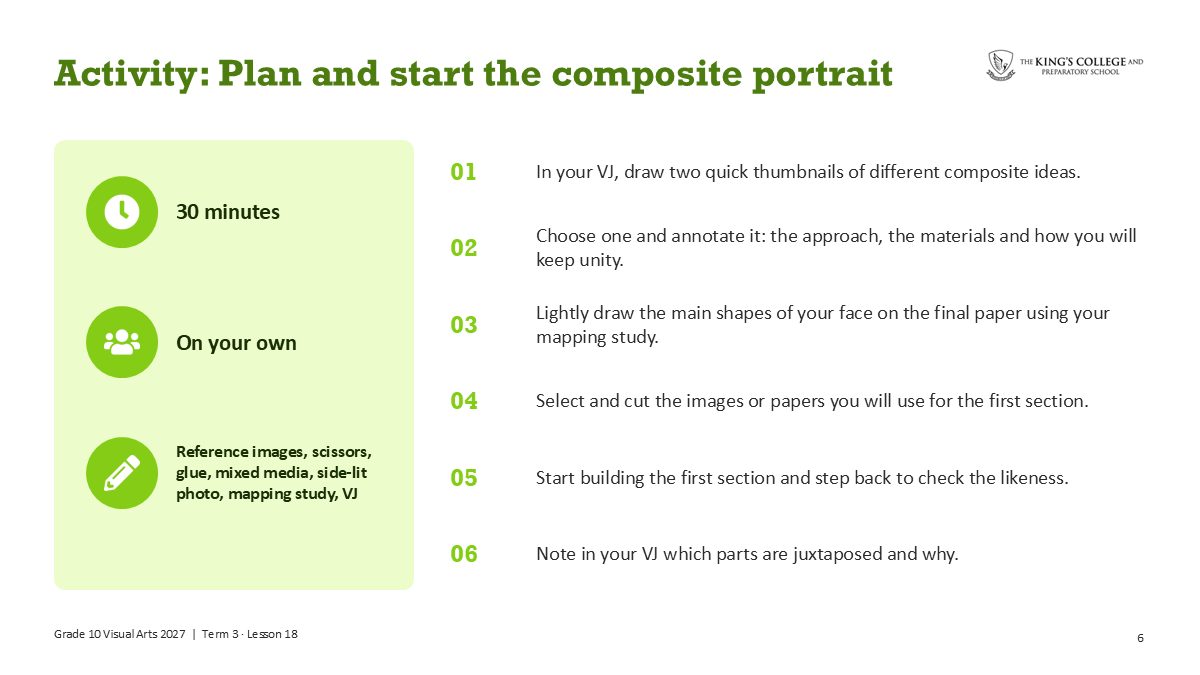 Activity: Plan and start the composite portrait
THE KING'S COLLEGE AND
PREPARATORY SCHOOL
30 minutes
On your own
Reference images, scissors,
glue, mixed media, side-lit
photo, mapping study, VJ
01
In your VJ, draw two quick thumbnails of different composite ideas.
02
Choose one and annotate it: the approach, the materials and how you will
keep unity.
03
Lightly draw the main shapes of your face on the final paper using your
mapping study.
04
Select and cut the images or papers you will use for the first section.
05
Start building the first section and step back to check the likeness.
06
Note in your VJ which parts are juxtaposed and why.
Grade 10 Visual Arts 2027 | Term 3 · Lesson 18
6